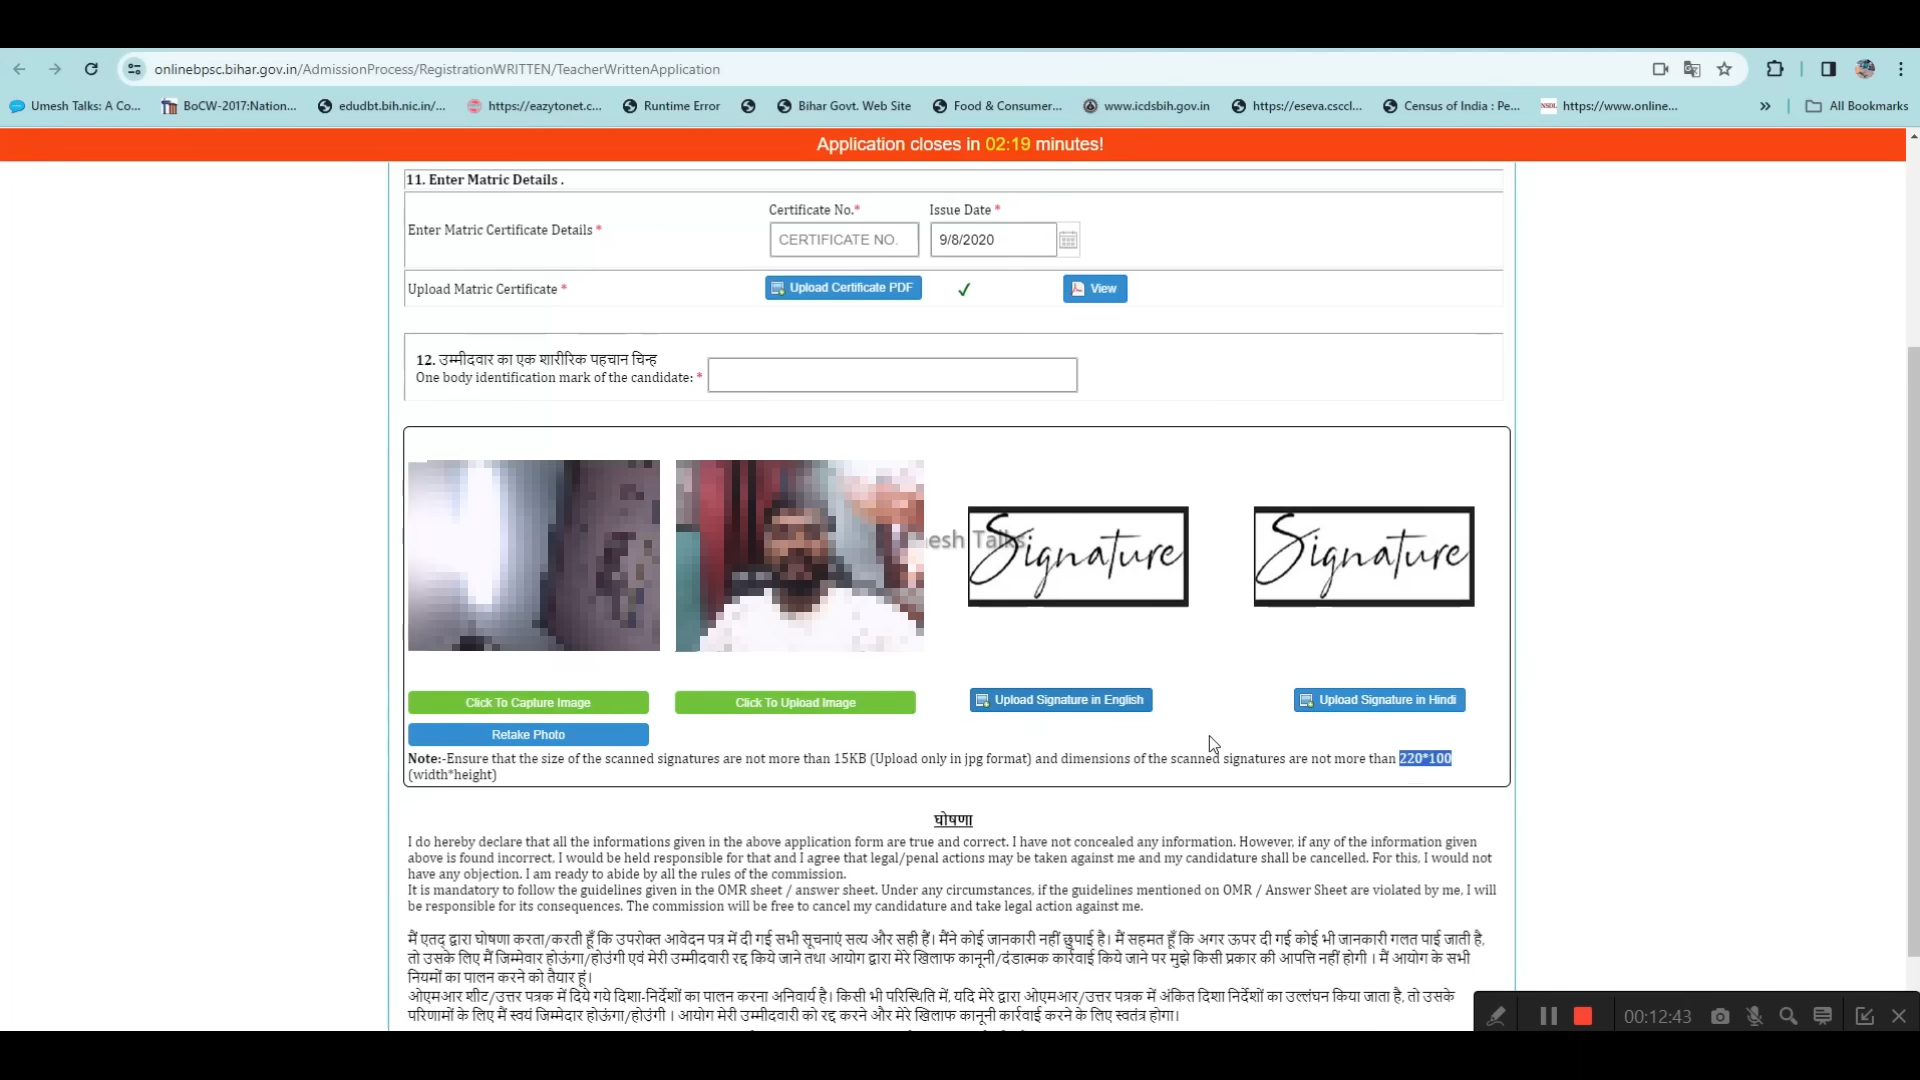 onlinebpsc.bihar.gov.in/AdmissionProcess/RegistrationWRITTEN/TeacherWrittenApplication
Umesh Talks: A Co... BoCW-2017:Nation... edudbt.bih.nic.in/... https://eazytonet.c... Runtime Error Bihar Govt. Web Site Food & Consumer... www.icdsbih.gov.in https://eseva.csccl... Census of India : Pe... NSDL https://www.online... » All Bookmarks
Application closes in 02:19 minutes!
11. Enter Matric Details .
Certificate No.* Issue Date *
Enter Matric Certificate Details * CERTIFICATE NO. 9/8/2020
Upload Matric Certificate * Upload Certificate PDF ✓ View
12. उम्मीदवार का एक शारीरिक पहचान चिन्ह
One body identification mark of the candidate: *
esh Talks
Signature Signature
Click To Capture Image Click To Upload Image Upload Signature in English Upload Signature in Hindi
Retake Photo
Note:-Ensure that the size of the scanned signatures are not more than 15KB (Upload only in jpg format) and dimensions of the scanned signatures are not more than 220*100
(width*height)
घोषणा
I do hereby declare that all the informations given in the above application form are true and correct. I have not concealed any information. However, if any of the information given
above is found incorrect, I would be held responsible for that and I agree that legal/penal actions may be taken against me and my candidature shall be cancelled. For this, I would not
have any objection. I am ready to abide by all the rules of the commission.
It is mandatory to follow the guidelines given in the OMR sheet / answer sheet. Under any circumstances, if the guidelines mentioned on OMR / Answer Sheet are violated by me, I will
be responsible for its consequences. The commission will be free to cancel my candidature and take legal action against me.
मैं एतद् द्वारा घोषणा करता/करती हूँ कि उपरोक्त आवेदन पत्र में दी गई सभी सूचनाएं सत्य और सही हैं। मैंने कोई जानकारी नहीं छुपाई है। मैं सहमत हूँ कि अगर ऊपर दी गई कोई भी जानकारी गलत पाई जाती है,
तो उसके लिए मैं जिम्मेवार होऊंगा/होउंगी एवं मेरी उम्मीदवारी रद्द किये जाने तथा आयोग द्वारा मेरे खिलाफ कानूनी/दंडात्मक कार्रवाई किये जाने पर मुझे किसी प्रकार की आपत्ति नहीं होगी । मैं आयोग के सभी
नियमों का पालन करने को तैयार हूं।
ओएमआर शीट/उत्तर पत्रक में दिये गये दिशा-निर्देशों का पालन करना अनिवार्य है। किसी भी परिस्थिति में, यदि मेरे द्वारा ओएमआर/उत्तर पत्रक में अंकित दिशा निर्देशों का उल्लंघन किया जाता है, तो उसके
परिणामों के लिए मैं स्वयं जिम्मेदार होऊंगा/होउंगी । आयोग मेरी उम्मीदवारी को रद्द करने और मेरे खिलाफ कानूनी कार्रवाई करने के लिए स्वतंत्र होगा।
00:12:43